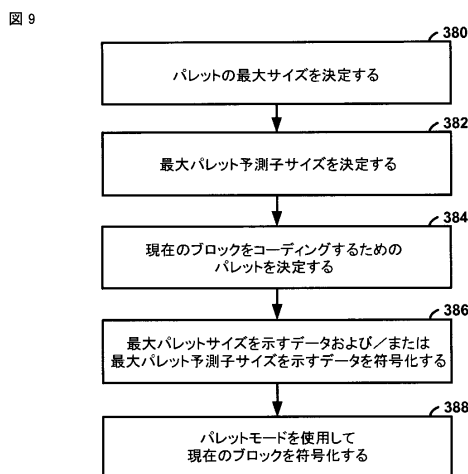 図 9
380
パレットの最大サイズを決定する
382
最大パレット予測子サイズを決定する
384
現在のブロックをコーディングするための
パレットを決定する
386
最大パレットサイズを示すデータおよび/または
最大パレット予測子サイズを示すデータを符号化する
388
パレットモードを使用して
現在のブロックを符号化する